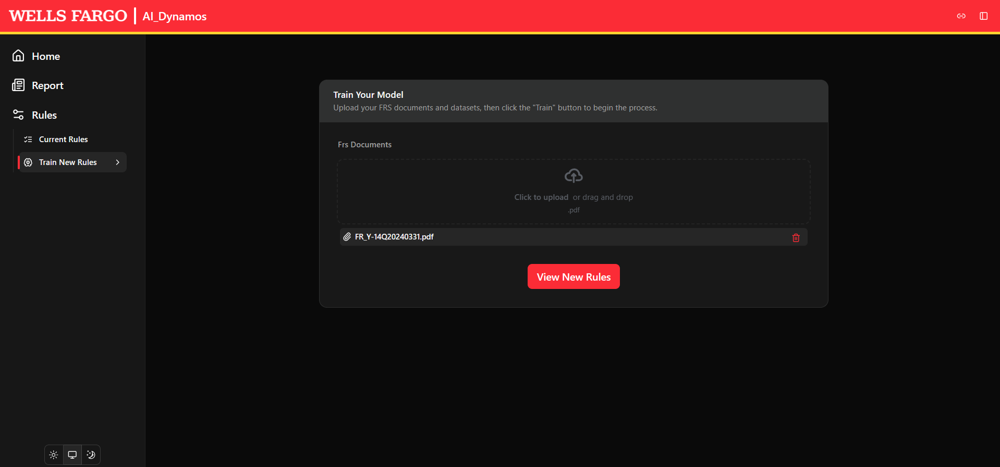 WELLS FARGO
AI_Dynamos
Home
Report
Rules
Current Rules
Train New Rules
Train Your Model
Upload your FRS documents and datasets, then click the "Train" button to begin the process.
Frs Documents
Click to upload or drag and drop
.pdf
FR_Y-14Q20240331.pdf
View New Rules